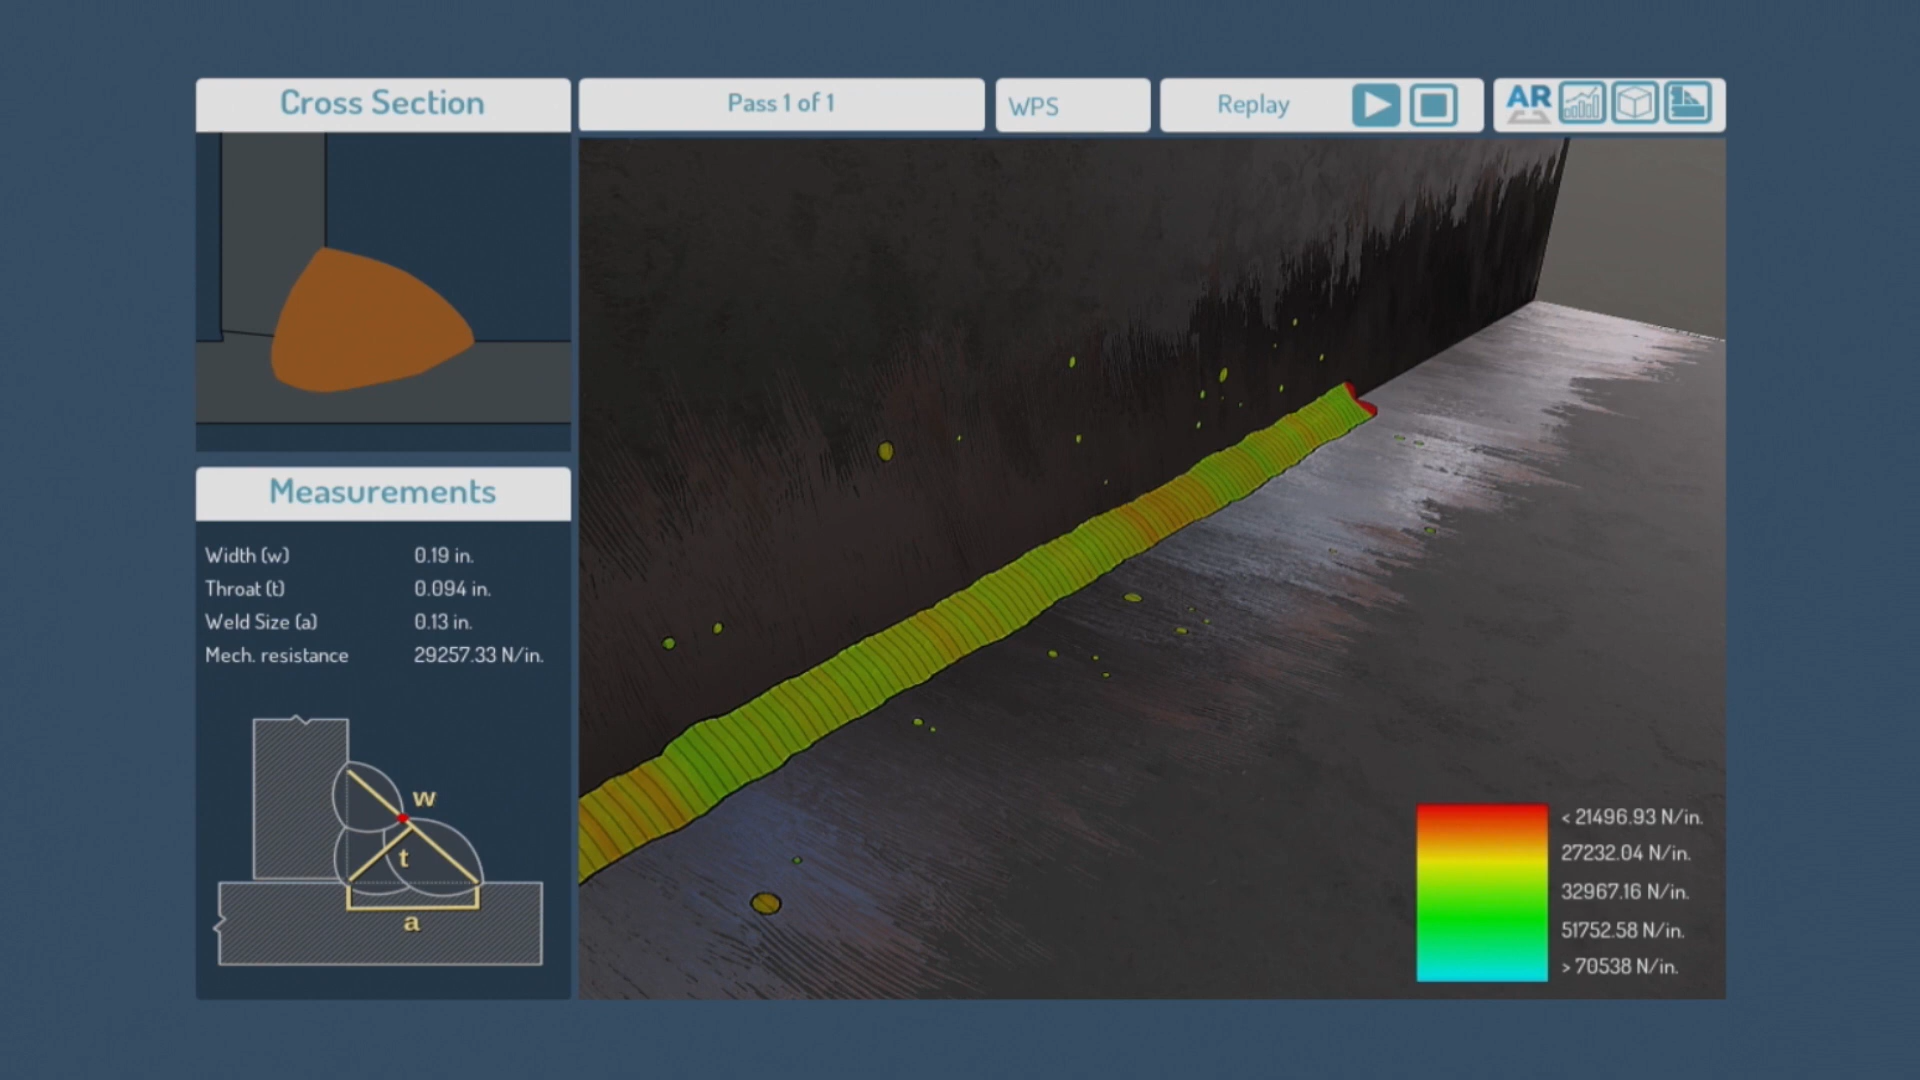 Cross Section
Pass 1 of 1
WPS
Replay
AR
Measurements
Width (w) 0.19 in.
Throat (t) 0.094 in.
Weld Size (a) 0.13 in.
Mech. resistance 29257.33 N/in.
w
t
a
< 21496.93 N/in.
27232.04 N/in.
32967.16 N/in.
51752.58 N/in.
> 70538 N/in.